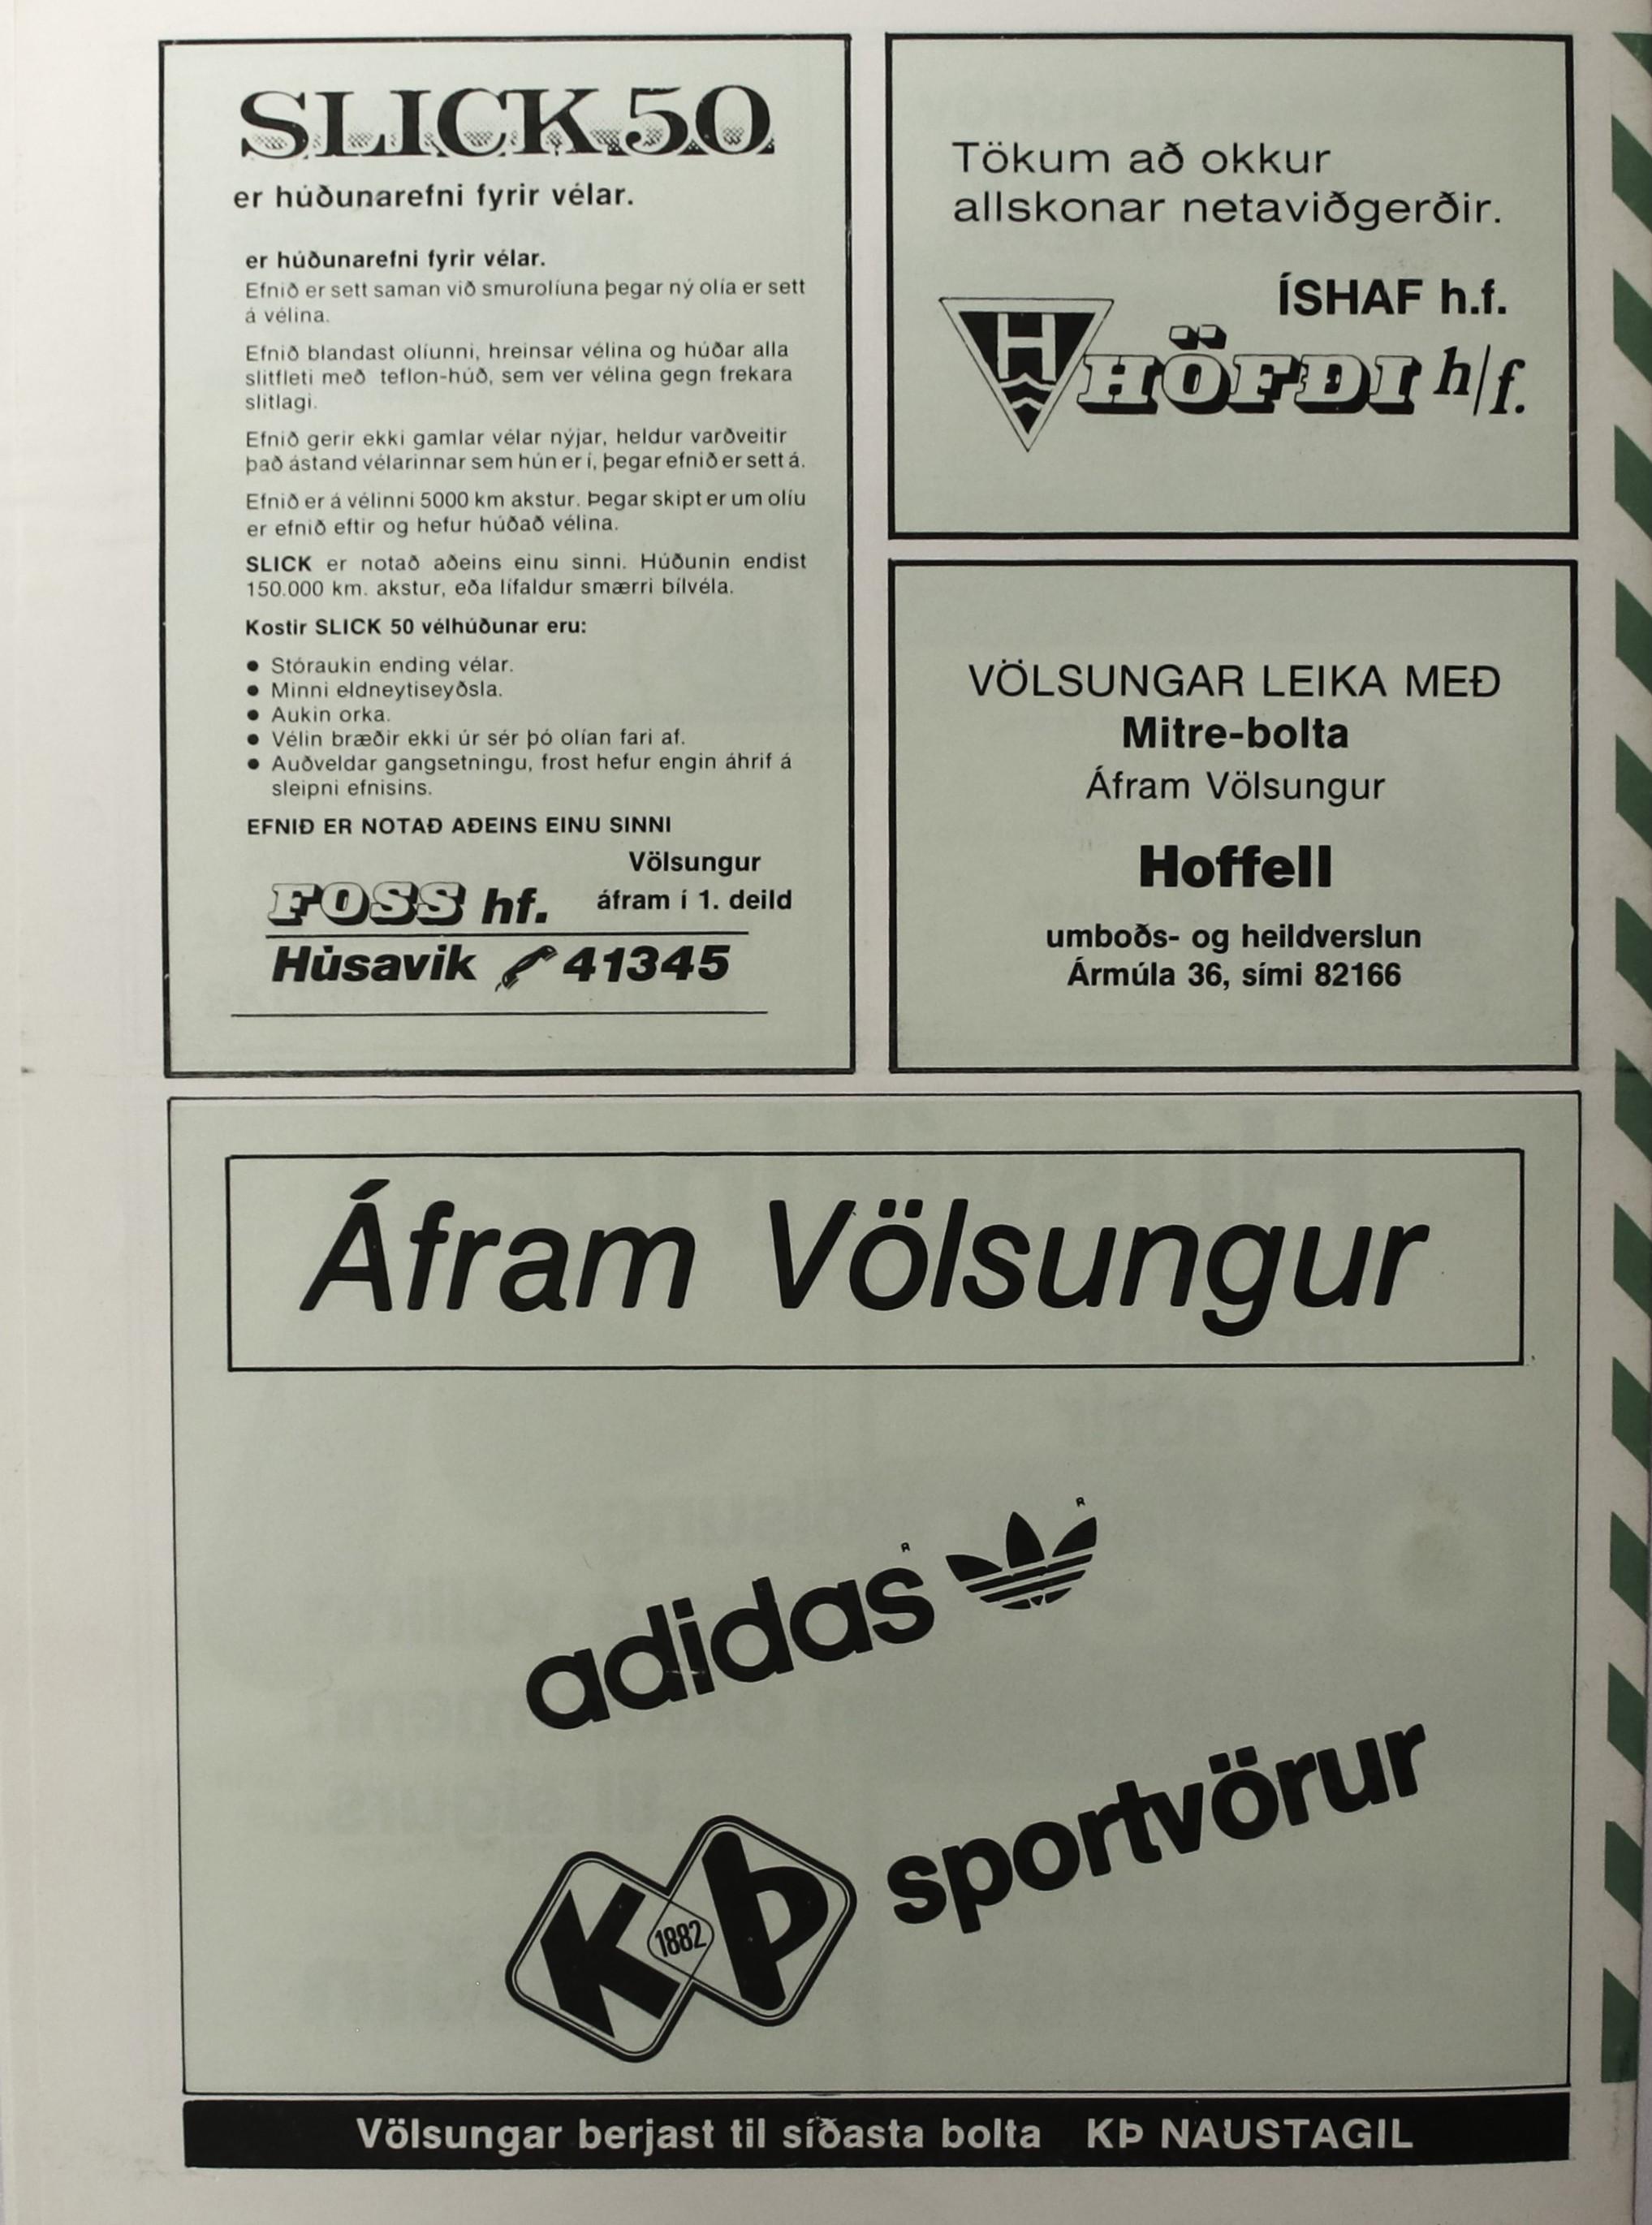 SLICK 50
er húðunarefni fyrir vélar.
er húðunarefni fyrir vélar.
Efnið er sett saman við smurolíuna þegar ný olía er sett
á vélina.
Efnið blandast olíunni, hreinsar vélina og húðar alla
slitfleti með teflon-húð, sem ver vélina gegn frekara
slitlagi.
Efnið gerir ekki gamlar vélar nýjar, heldur varðveitir
það ástand vélarinnar sem hún er í, þegar efnið er sett á.
Efnið er á vélinni 5000 km akstur. Þegar skipt er um olíu
er efnið eftir og hefur húðað vélina.
SLICK er notað aðeins einu sinni. Húðunin endist
150.000 km. akstur, eða lífaldur smærri bílvéla.
Kostir SLICK 50 vélhúðunar eru:
● Stóraukin ending vélar.
● Minni eldneytiseyðsla.
● Aukin orka.
● Vélin bræðir ekki úr sér þó olían fari af.
● Auðveldar gangsetningu, frost hefur engin áhrif á
sleipni efnisins.
EFNIÐ ER NOTAÐ AÐEINS EINU SINNI
Völsungur
áfram í 1. deild
FOSS hf.
Húsavik 41345
Tökum að okkur
allskonar netaviðgerðir.
ÍSHAF h.f.
H
HÖFÐI h/f.
VÖLSUNGAR LEIKA MEÐ
Mitre-bolta
Áfram Völsungur
Hoffell
umboðs- og heildverslun
Ármúla 36, sími 82166
Áfram Völsungur
adidas
KÞ 1882
sportvörur
Völsungar berjast til síðasta bolta KÞ NAUSTAGIL